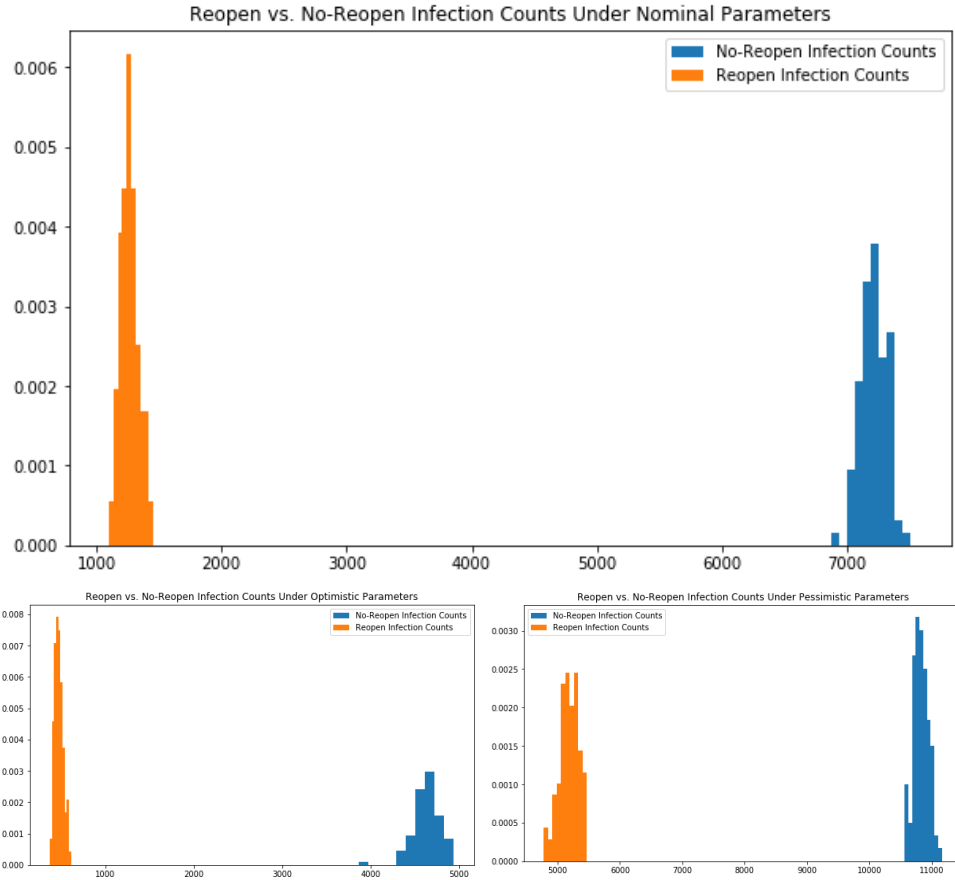 Reopen vs. No-Reopen Infection Counts Under Nominal Parameters
No-Reopen Infection Counts
Reopen Infection Counts
0.006
0.005
0.004
0.003
0.002
0.001
0.000
1000 2000 3000 4000 5000 6000 7000
Reopen vs. No-Reopen Infection Counts Under Optimistic Parameters
No-Reopen Infection Counts
Reopen Infection Counts
0.008
0.007
0.006
0.005
0.004
0.003
0.002
0.001
0.000
1000 2000 3000 4000 5000
Reopen vs. No-Reopen Infection Counts Under Pessimistic Parameters
No-Reopen Infection Counts
Reopen Infection Counts
0.0030
0.0025
0.0020
0.0015
0.0010
0.0005
0.0000
5000 6000 7000 8000 9000 10000 11000